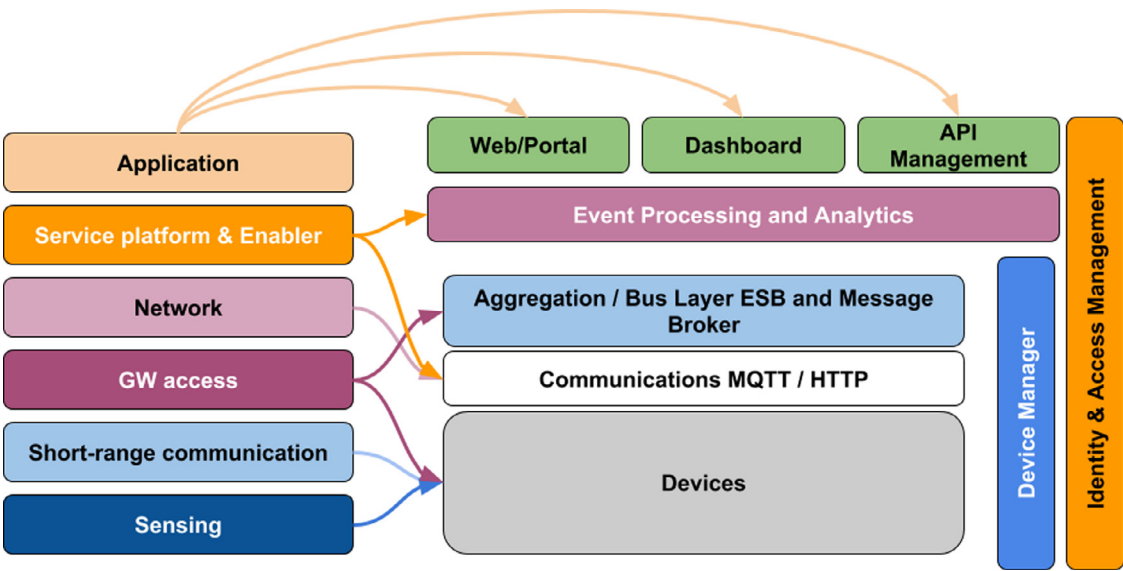 Application
Service platform & Enabler
Network
GW access
Short-range communication
Sensing
Web/Portal
Dashboard
API
Management
Event Processing and Analytics
Aggregation / Bus Layer ESB and Message
Broker
Communications MQTT / HTTP
Devices
Device Manager
Identity & Access Management